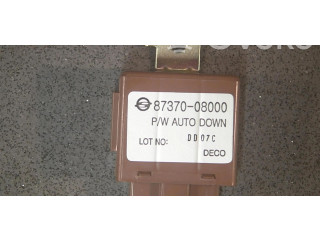 87370-08000
P/W AUTO DOWN
LOT NO: DD07C
DECO